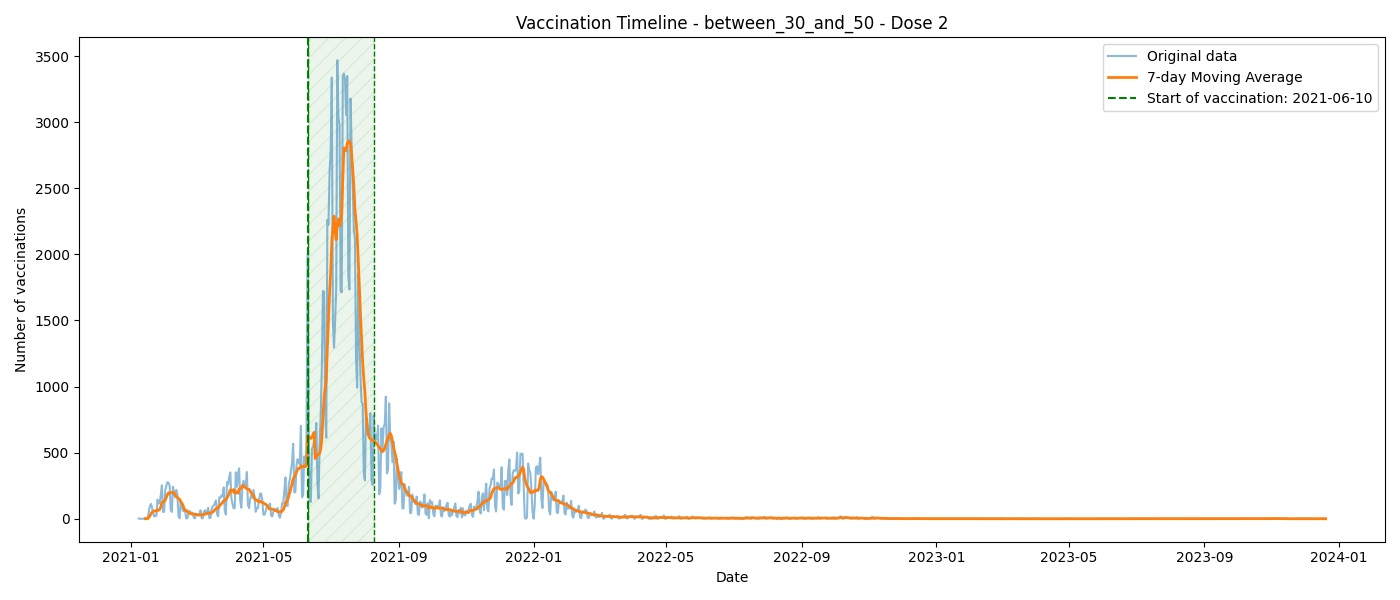 Vaccination Timeline - between_30_and_50 - Dose 2
Original data
7-day Moving Average
Start of vaccination: 2021-06-10
Number of vaccinations
3500
3000
2500
2000
1500
1000
500
0
2021-01 2021-05 2021-09 2022-01 2022-05 2022-09 2023-01 2023-05 2023-09 2024-01
Date